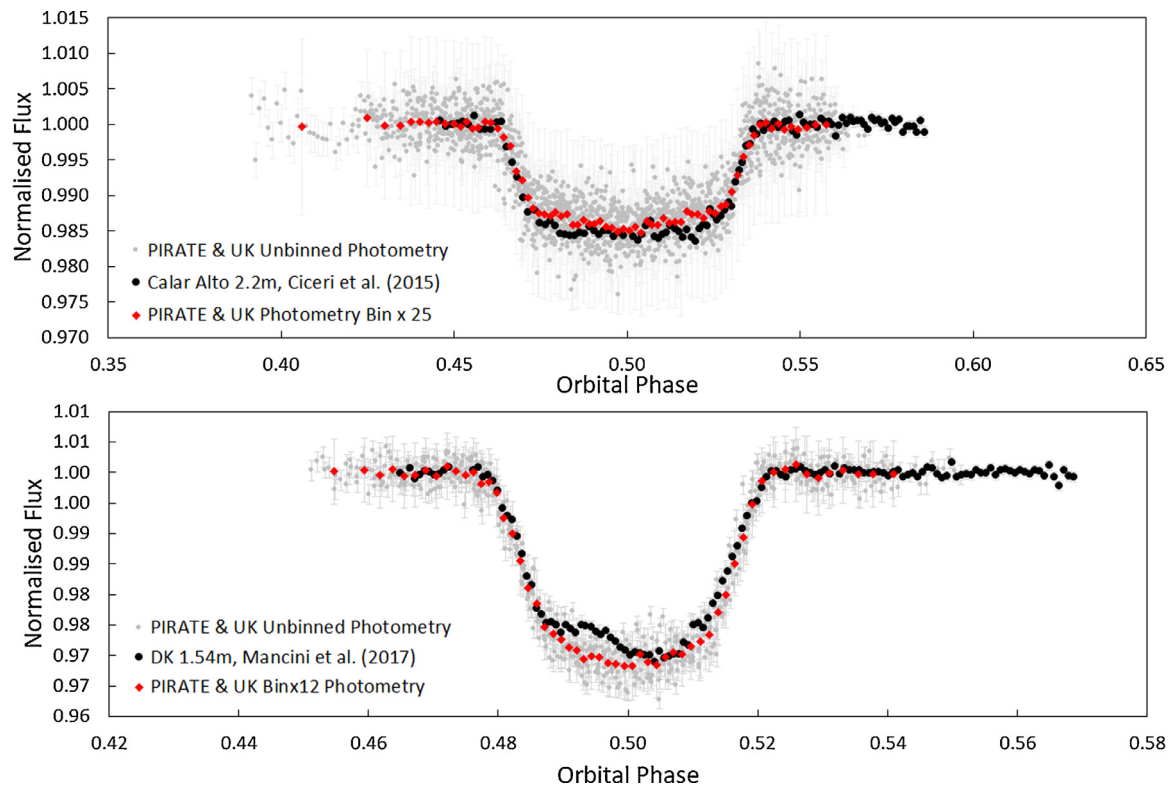 1.015
1.010
1.005
1.000
0.995
0.990
0.985
0.980
0.975
0.970
Normalised Flux
PIRATE & UK Unbinned Photometry
Calar Alto 2.2m, Ciceri et al. (2015)
PIRATE & UK Photometry Bin x 25
0.35 0.40 0.45 0.50 0.55 0.60 0.65
Orbital Phase
1.01
1.01
1.00
1.00
0.99
0.99
0.98
0.98
0.97
0.97
0.96
Normalised Flux
PIRATE & UK Unbinned Photometry
DK 1.54m, Mancini et al. (2017)
PIRATE & UK Binx12 Photometry
0.42 0.44 0.46 0.48 0.50 0.52 0.54 0.56 0.58
Orbital Phase